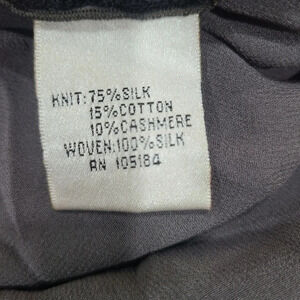 KNIT: 75% SILK
15% COTTON
10% CASHMERE
WOVEN: 100% SILK
RN 105184